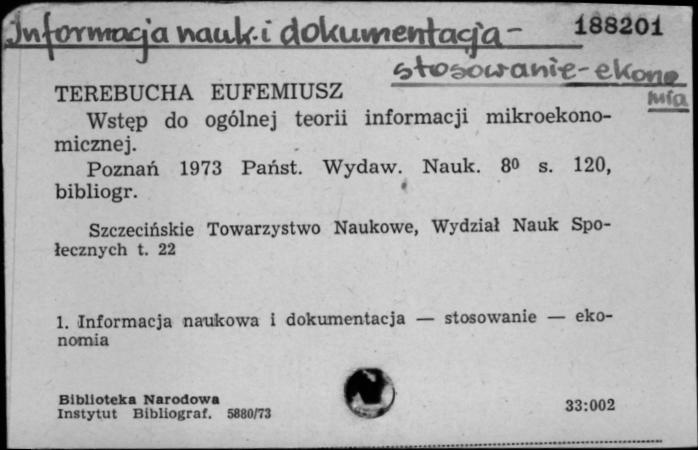 Informacja nauk. i dokumentacja -
188201
stosowanie - ekono
mia
TEREBUCHA EUFEMIUSZ
Wstęp do ogólnej teorii informacji mikroekono-
micznej.
Poznań 1973 Państ. Wydaw. Nauk. 8⁰ s. 120,
bibliogr.
Szczecińskie Towarzystwo Naukowe, Wydział Nauk Spo-
łecznych t. 22
1. Informacja naukowa i dokumentacja — stosowanie — eko-
nomia
Biblioteka Narodowa
Instytut Bibliograf. 5880/73
N
33:002